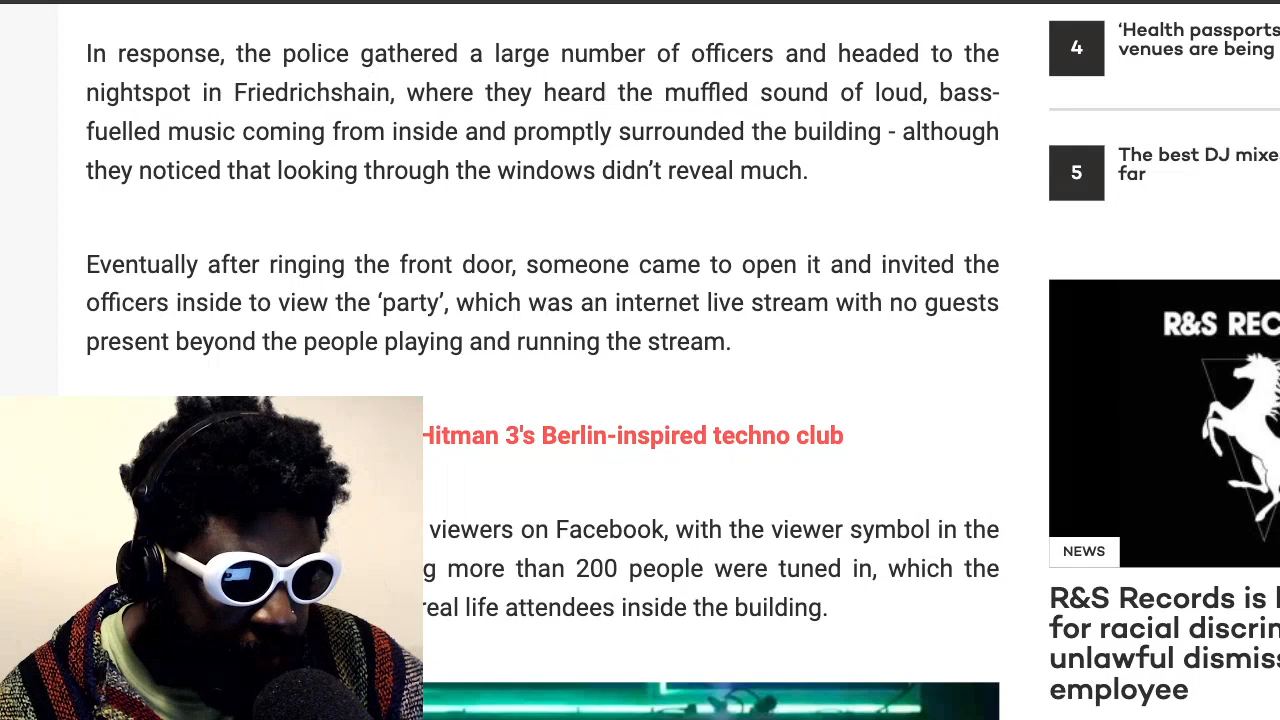 In response, the police gathered a large number of officers and headed to the
nightspot in Friedrichshain, where they heard the muffled sound of loud, bass-
fuelled music coming from inside and promptly surrounded the building - although
they noticed that looking through the windows didn’t reveal much.
Eventually after ringing the front door, someone came to open it and invited the
officers inside to view the ‘party’, which was an internet live stream with no guests
present beyond the people playing and running the stream.
Hitman 3's Berlin-inspired techno club
viewers on Facebook, with the viewer symbol in the
g more than 200 people were tuned in, which the
real life attendees inside the building.
4
‘Health passports
venues are being
5
The best DJ mixe
far
R&S REC
NEWS
R&S Records is
for racial discrin
unlawful dismiss
employee